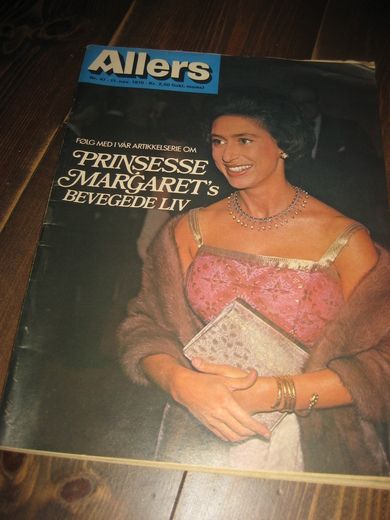 Allers
FØLG MED I VÅR ARTIKKELSERIE OM
PRINSESSE
MARGARET's
BEVEGEDE LIV